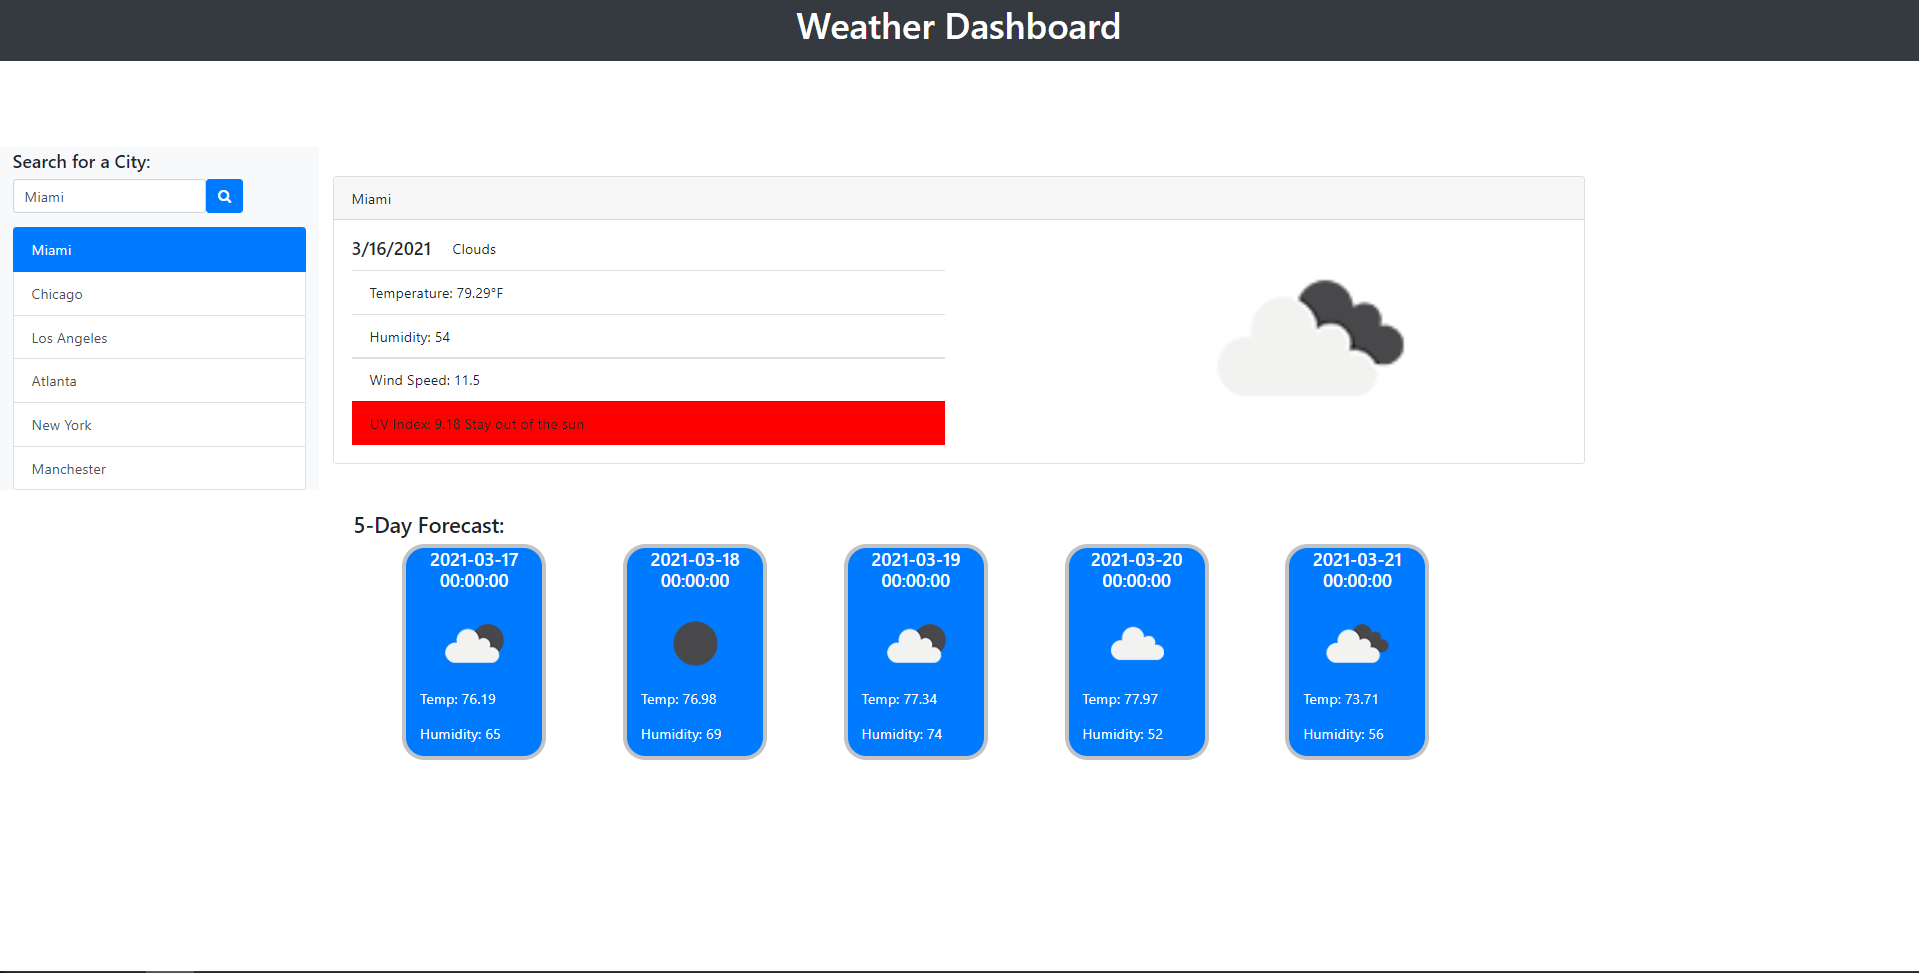 Weather Dashboard
Search for a City:
Miami
Miami
Chicago
Los Angeles
Atlanta
New York
Manchester
Miami
3/16/2021 Clouds
Temperature: 79.29°F
Humidity: 54
Wind Speed: 11.5
UV Index: 9.18 Stay out of the sun
5-Day Forecast:
2021-03-17
00:00:00
Temp: 76.19
Humidity: 65
2021-03-18
00:00:00
Temp: 76.98
Humidity: 69
2021-03-19
00:00:00
Temp: 77.34
Humidity: 74
2021-03-20
00:00:00
Temp: 77.97
Humidity: 52
2021-03-21
00:00:00
Temp: 73.71
Humidity: 56